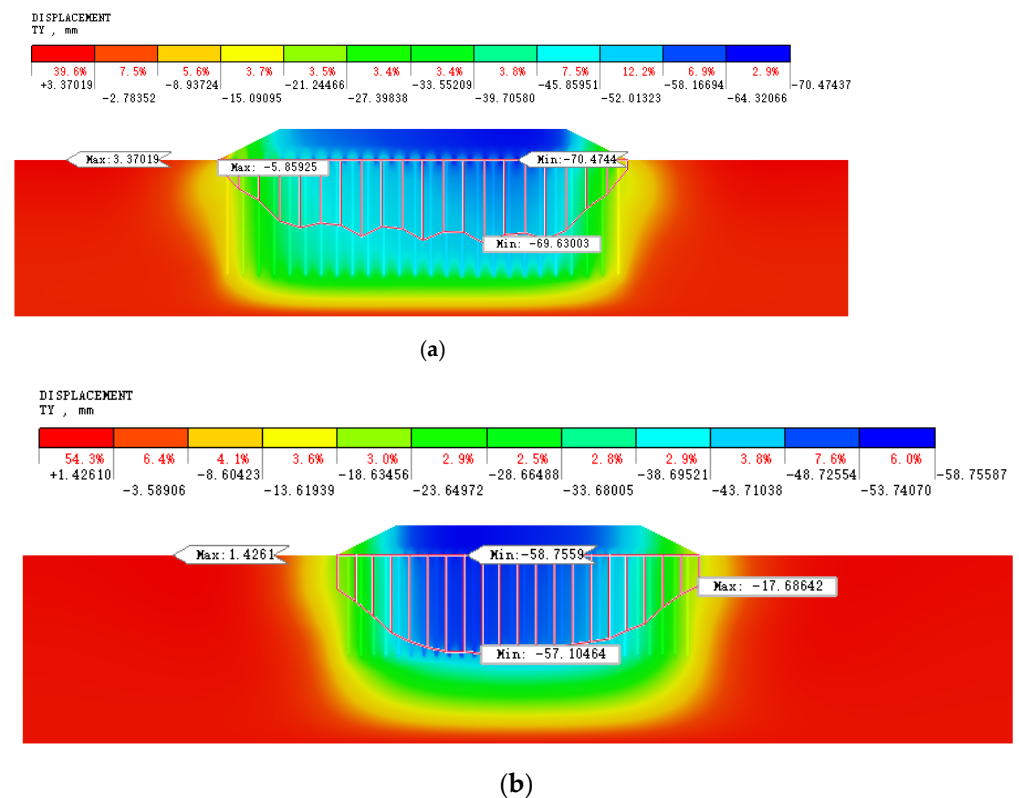 DISPLACEMENT
TY , mm
39.6% 7.5% 5.6% 3.7% 3.5% 3.4% 3.4% 3.8% 7.5% 12.2% 6.9% 2.9%
+3.37019 -8.93724 -21.24466 -33.55209 -45.85951 -58.16694 -70.47437
-2.78352 -15.09095 -27.39838 -39.70580 -52.01323 -64.32066
Max:3.37019 Min:-70.4744
Max: -5.85925
Min: -69.63003
(a)
DISPLACEMENT
TY , mm
54.3% 6.4% 4.1% 3.6% 3.0% 2.9% 2.5% 2.8% 2.9% 3.8% 7.6% 6.0%
+1.42610 -8.60423 -18.63456 -28.66488 -38.69521 -48.72554 -58.75587
-3.58906 -13.61939 -23.64972 -33.68005 -43.71038 -53.74070
Max:1.4261 Min:-58.7559
Max: -17.68642
Min: -57.10464
(b)